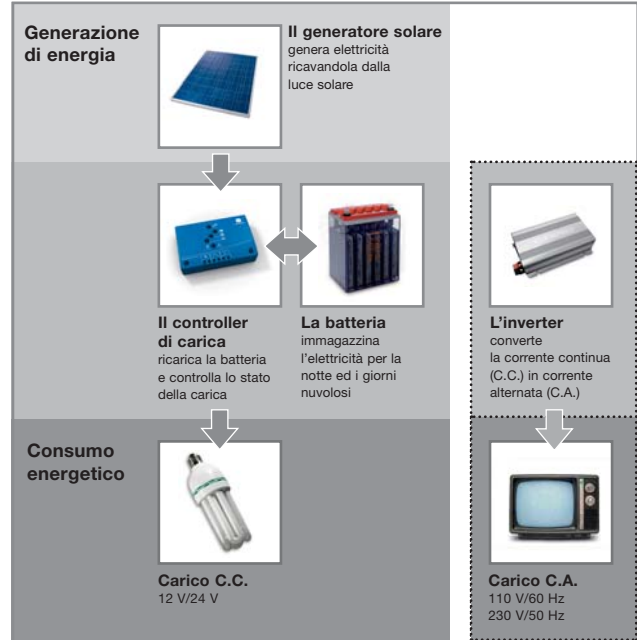 Generazione
di energia
Il generatore solare
genera elettricità
ricavandola dalla
luce solare
Il controller
di carica
ricarica la batteria
e controlla lo stato
della carica
La batteria
immagazzina
l'elettricità per la
notte ed i giorni
nuvolosi
L'inverter
converte
la corrente continua
(C.C.) in corrente
alternata (C.A.)
Consumo
energetico
Carico C.C.
12 V/24 V
Carico C.A.
110 V/60 Hz
230 V/50 Hz